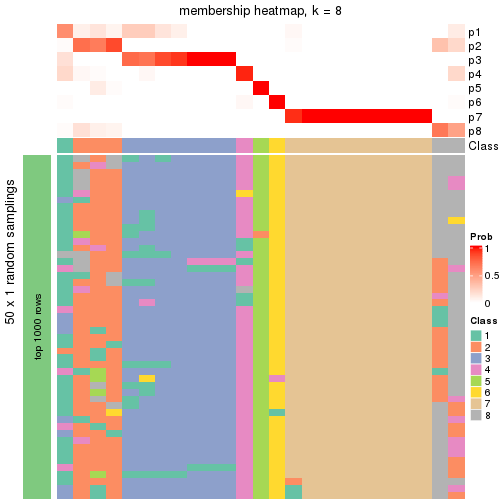 membership heatmap, k = 8
p1
p2
p3
p4
p5
p6
p7
p8
Class
50 x 1 random samplings
top 1000 rows
Prob
1
0.5
0
Class
1
2
3
4
5
6
7
8